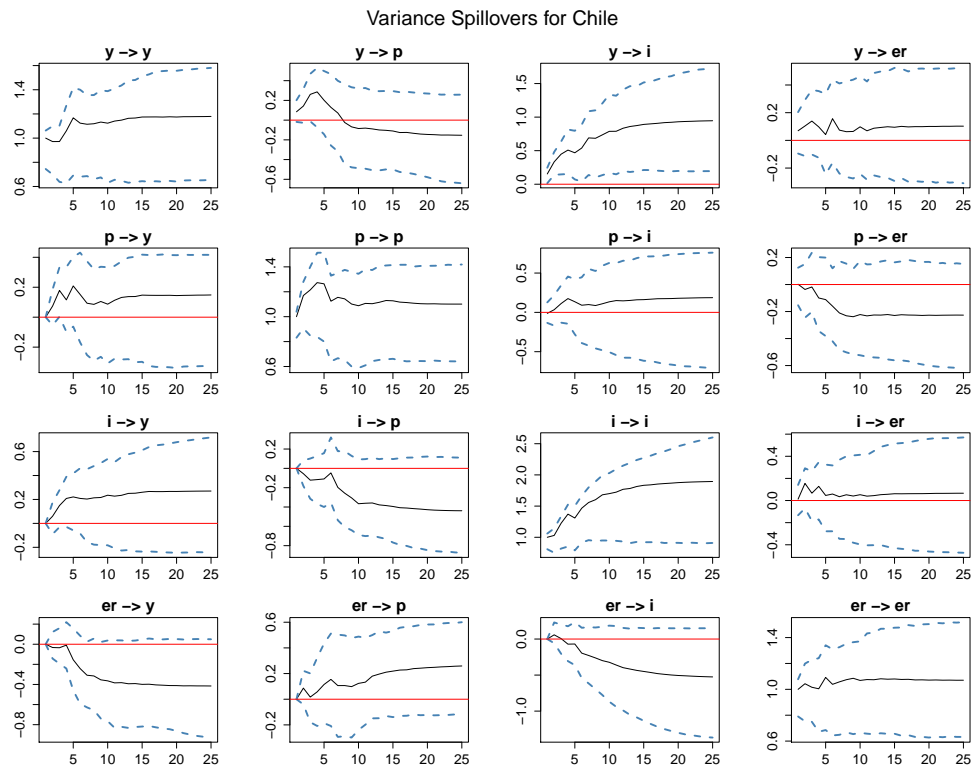 Variance Spillovers for Chile
y −> y
y −> p
y −> i
y −> er
0.6 1.0 1.4
−0.6 −0.2 0.2
0.0 0.5 1.0 1.5
−0.2 0.2
5 10 15 20 25
5 10 15 20 25
5 10 15 20 25
5 10 15 20 25
p −> y
p −> p
p −> i
p −> er
−0.2 0.2
0.6 1.0 1.4
−0.5 0.0 0.5
−0.6 −0.2 0.2
5 10 15 20 25
5 10 15 20 25
5 10 15 20 25
5 10 15 20 25
i −> y
i −> p
i −> i
i −> er
−0.2 0.2 0.6
−0.8 −0.2 0.2
1.0 1.5 2.0 2.5
−0.4 0.0 0.4
5 10 15 20 25
5 10 15 20 25
5 10 15 20 25
5 10 15 20 25
er −> y
er −> p
er −> i
er −> er
−0.8 −0.4 0.0
−0.2 0.2 0.6
−1.0 0.0
0.6 1.0 1.4
5 10 15 20 25
5 10 15 20 25
5 10 15 20 25
5 10 15 20 25